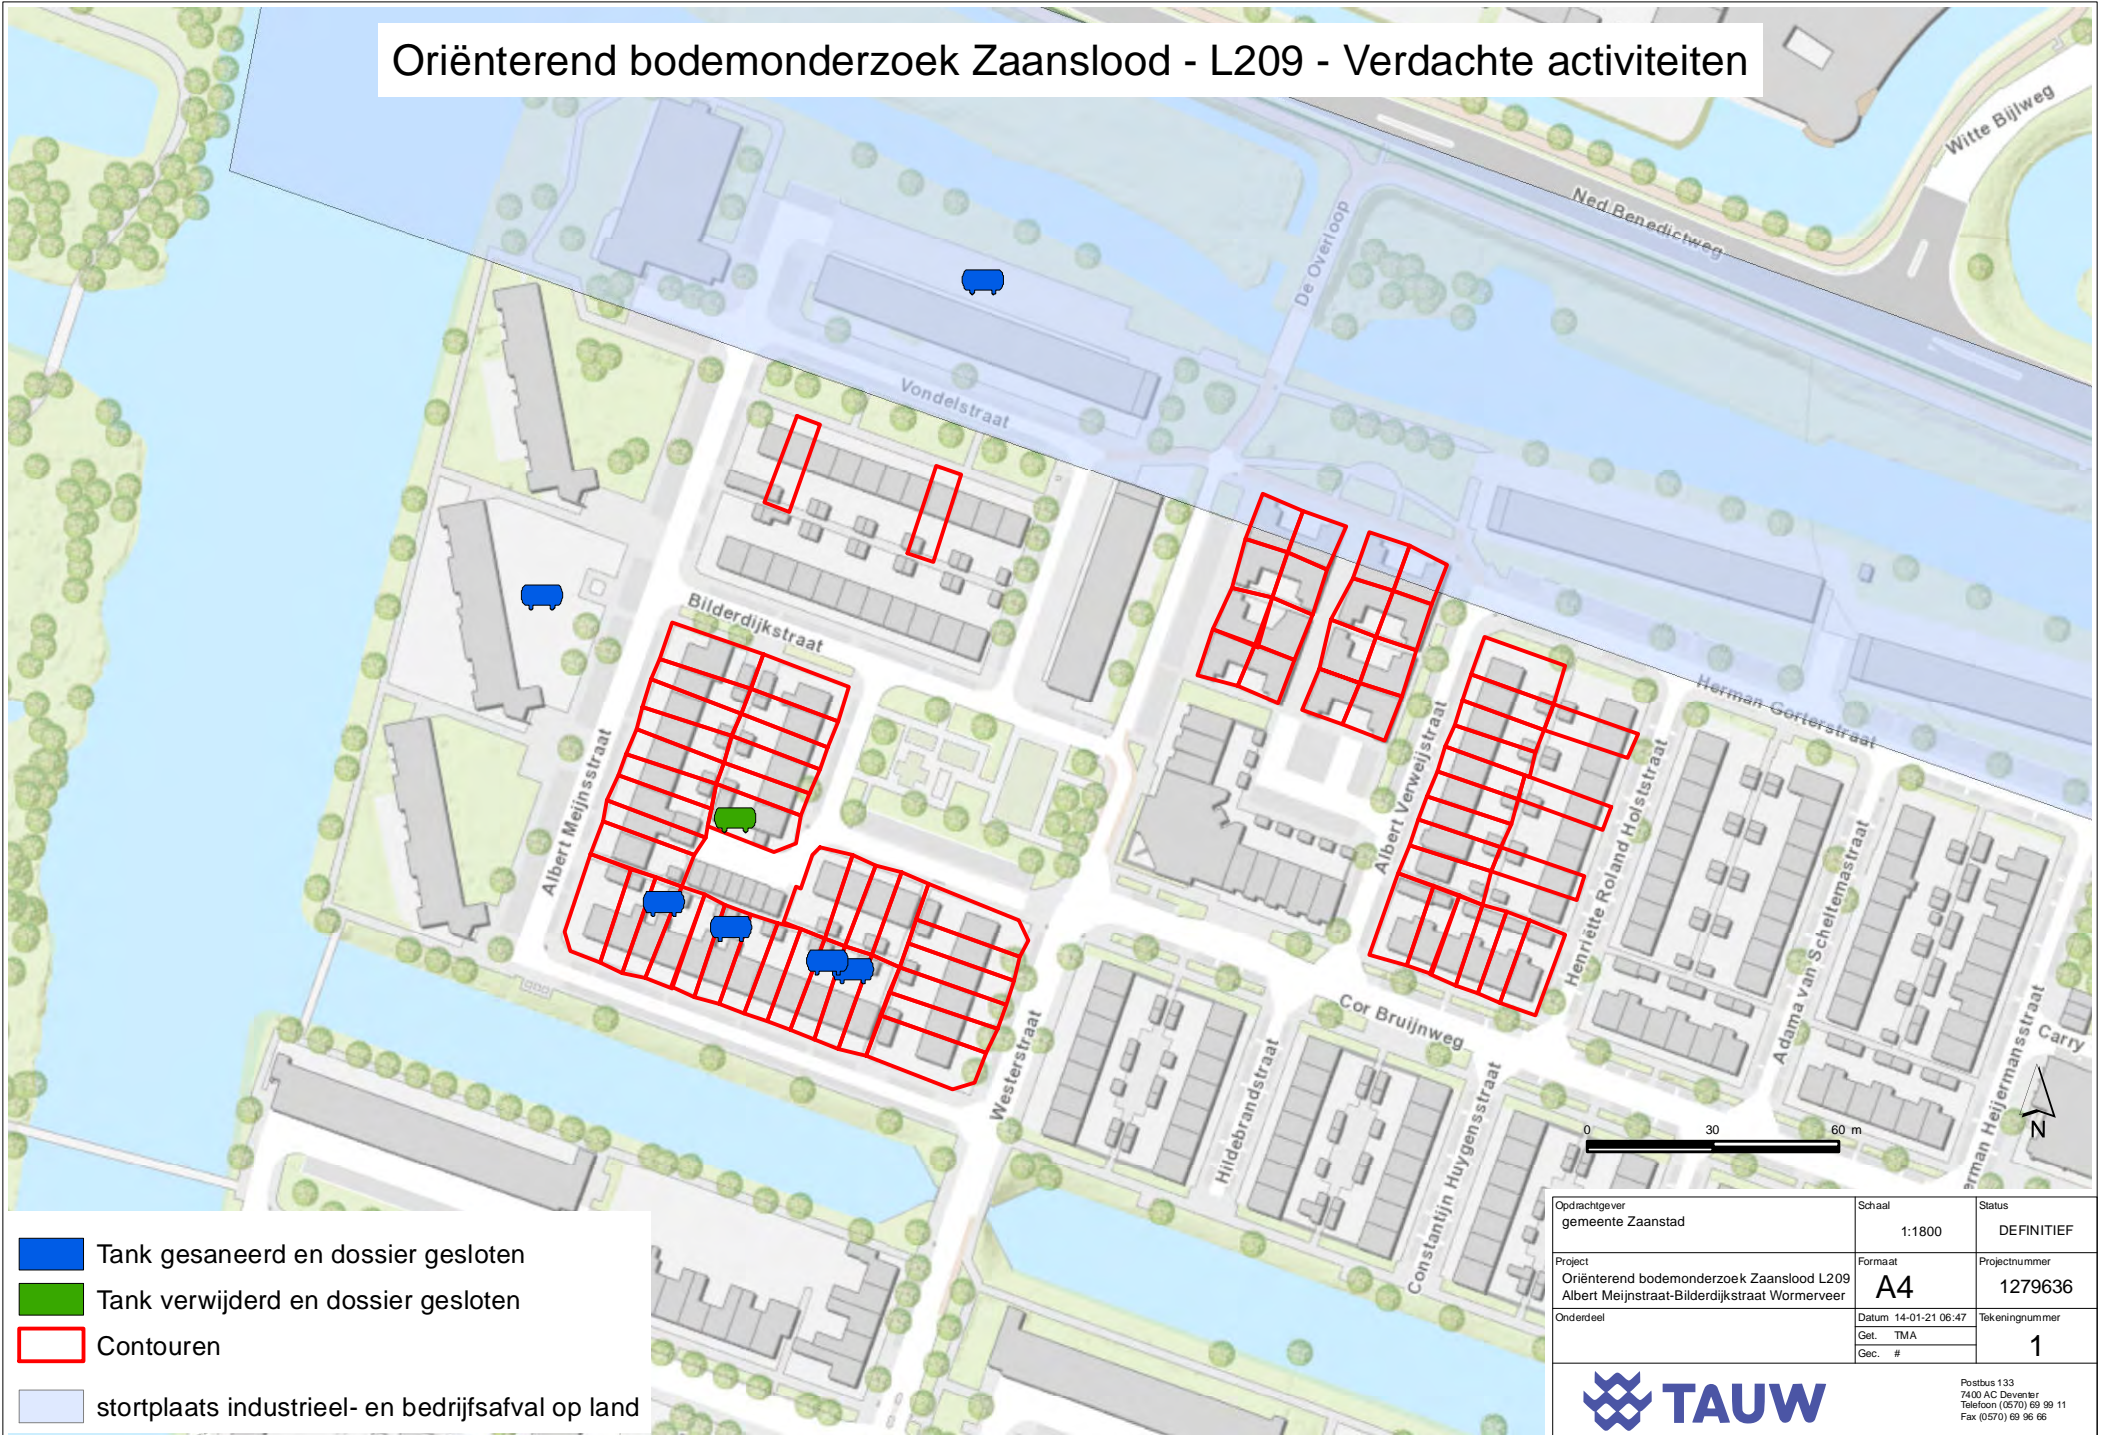 Oriënterend bodemonderzoek Zaanslood - L209 - Verdachte activiteiten
Witte Bijlweg
Ned Benedictweg
De Overloop
Vondelstraat
Bilderdijkstraat
Herman Gorterstraat
Albert Meijnsstraat
Albert Verweijstraat
Henriëtte Roland Holststraat
Adama van Scheltemastraat
Cor Bruijnweg
Carry
Westerstraat
Hildebrandstraat
Constantijn Huygensstraat
erman Heijermansstraat
0 30 60 m
N
Tank gesaneerd en dossier gesloten
Tank verwijderd en dossier gesloten
Contouren
stortplaats industrieel- en bedrijfsafval op land
Opdrachtgever
gemeente Zaanstad
Schaal
1:1800
Status
DEFINITIEF
Project
Oriënterend bodemonderzoek Zaanslood L209
Albert Meijnstraat-Bilderdijkstraat Wormerveer
Formaat
A4
Projectnummer
1279636
Onderdeel
Datum 14-01-21 06:47
Get. TMA
Gec. #
Tekeningnummer
1
TAUW
Postbus 133
7400 AC Deventer
Telefoon (0570) 69 99 11
Fax (0570) 69 96 66